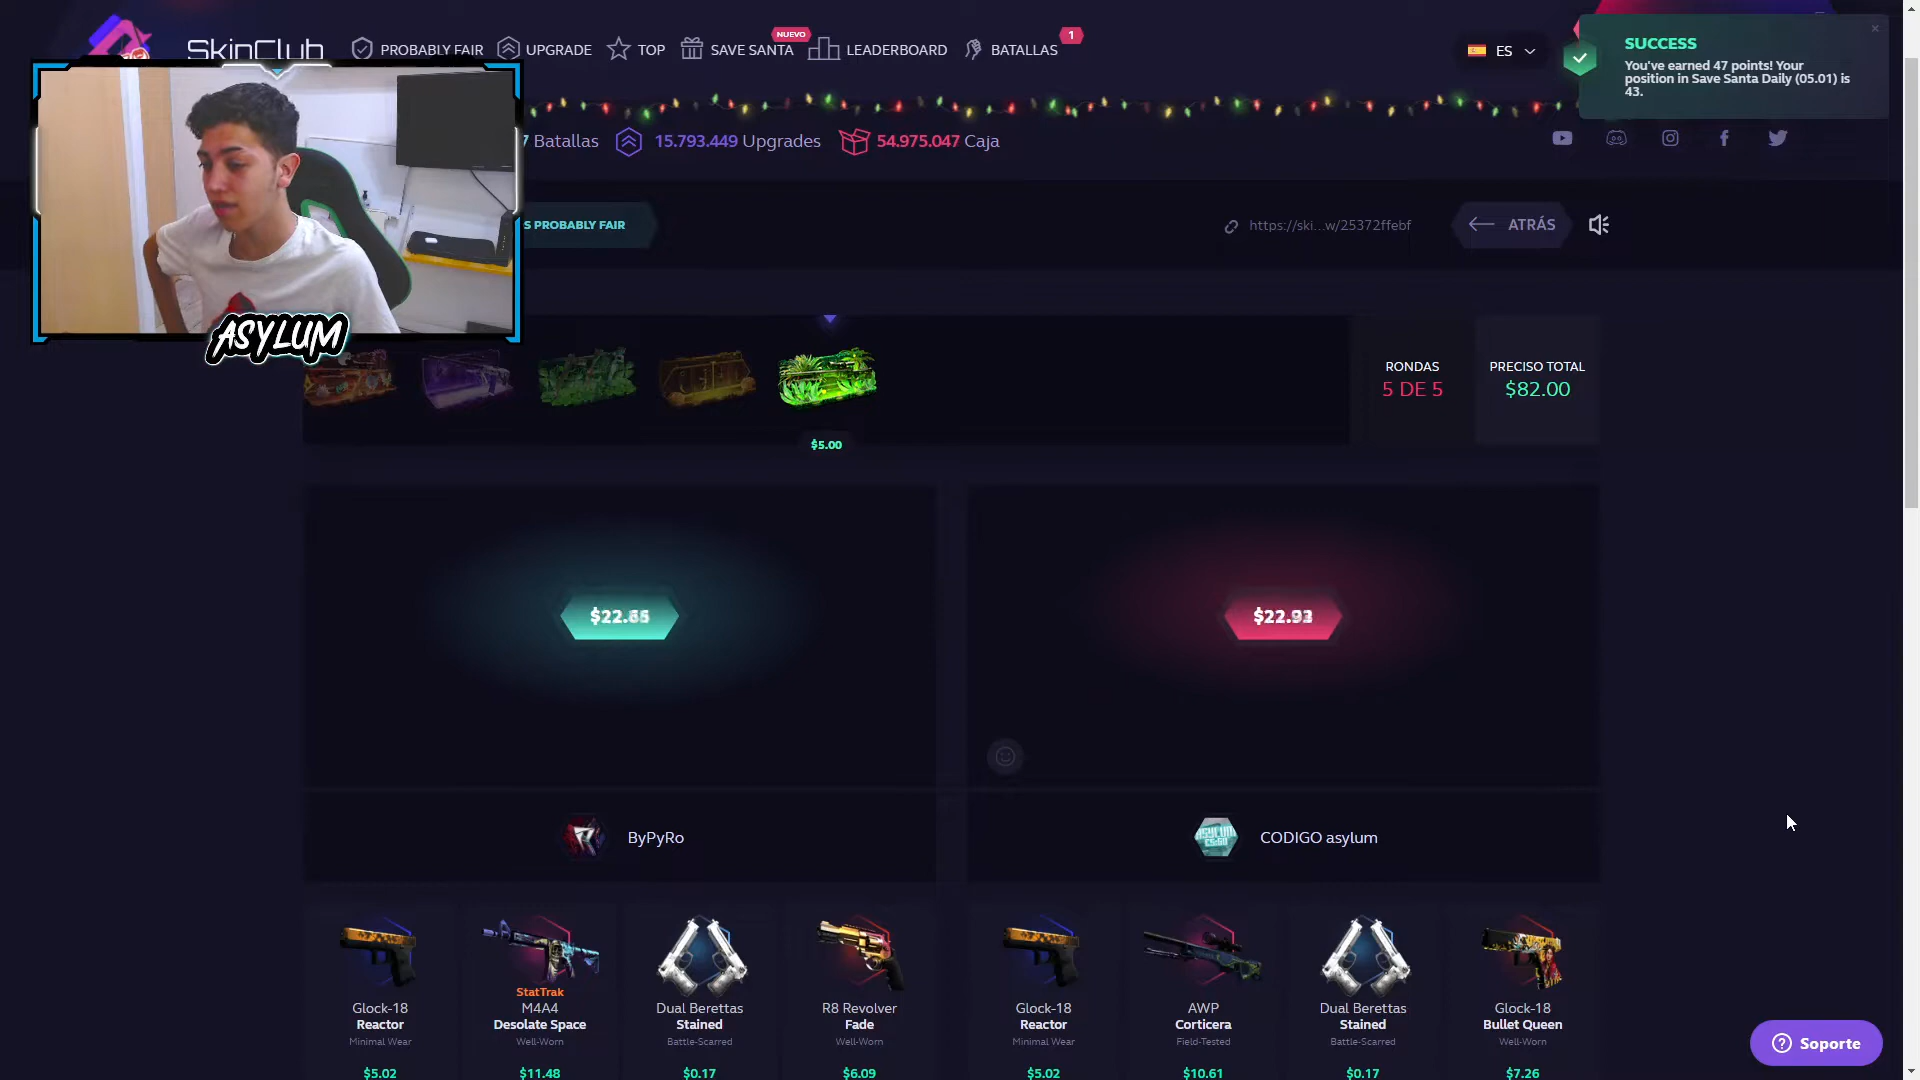 SkinClub
PROBABLY FAIR
UPGRADE
TOP
SAVE SANTA
NUEVO
LEADERBOARD
BATALLAS
1
ES
SUCCESS
You've earned 47 points! Your
position in Save Santa Daily (05.01) is
43.
Batallas
15.793.449 Upgrades
54.975.047 Caja
PROBABLY FAIR
https://ski...w/25372ffebf
ATRÁS
ASYLUM
RONDAS
5 DE 5
PRECISO TOTAL
$82.00
$5.00
ByPyRo
CODIGO asylum
Glock-18
Reactor
Minimal Wear
$5.02
StatTrak
M4A4
Desolate Space
Well-Worn
$11.48
Dual Berettas
Stained
Battle-Scarred
$0.17
R8 Revolver
Fade
Well-Worn
$6.09
Glock-18
Reactor
Minimal Wear
$5.02
AWP
Corticera
Field-Tested
$10.61
Dual Berettas
Stained
Battle-Scarred
$0.17
Glock-18
Bullet Queen
Well-Worn
$7.26
Soporte